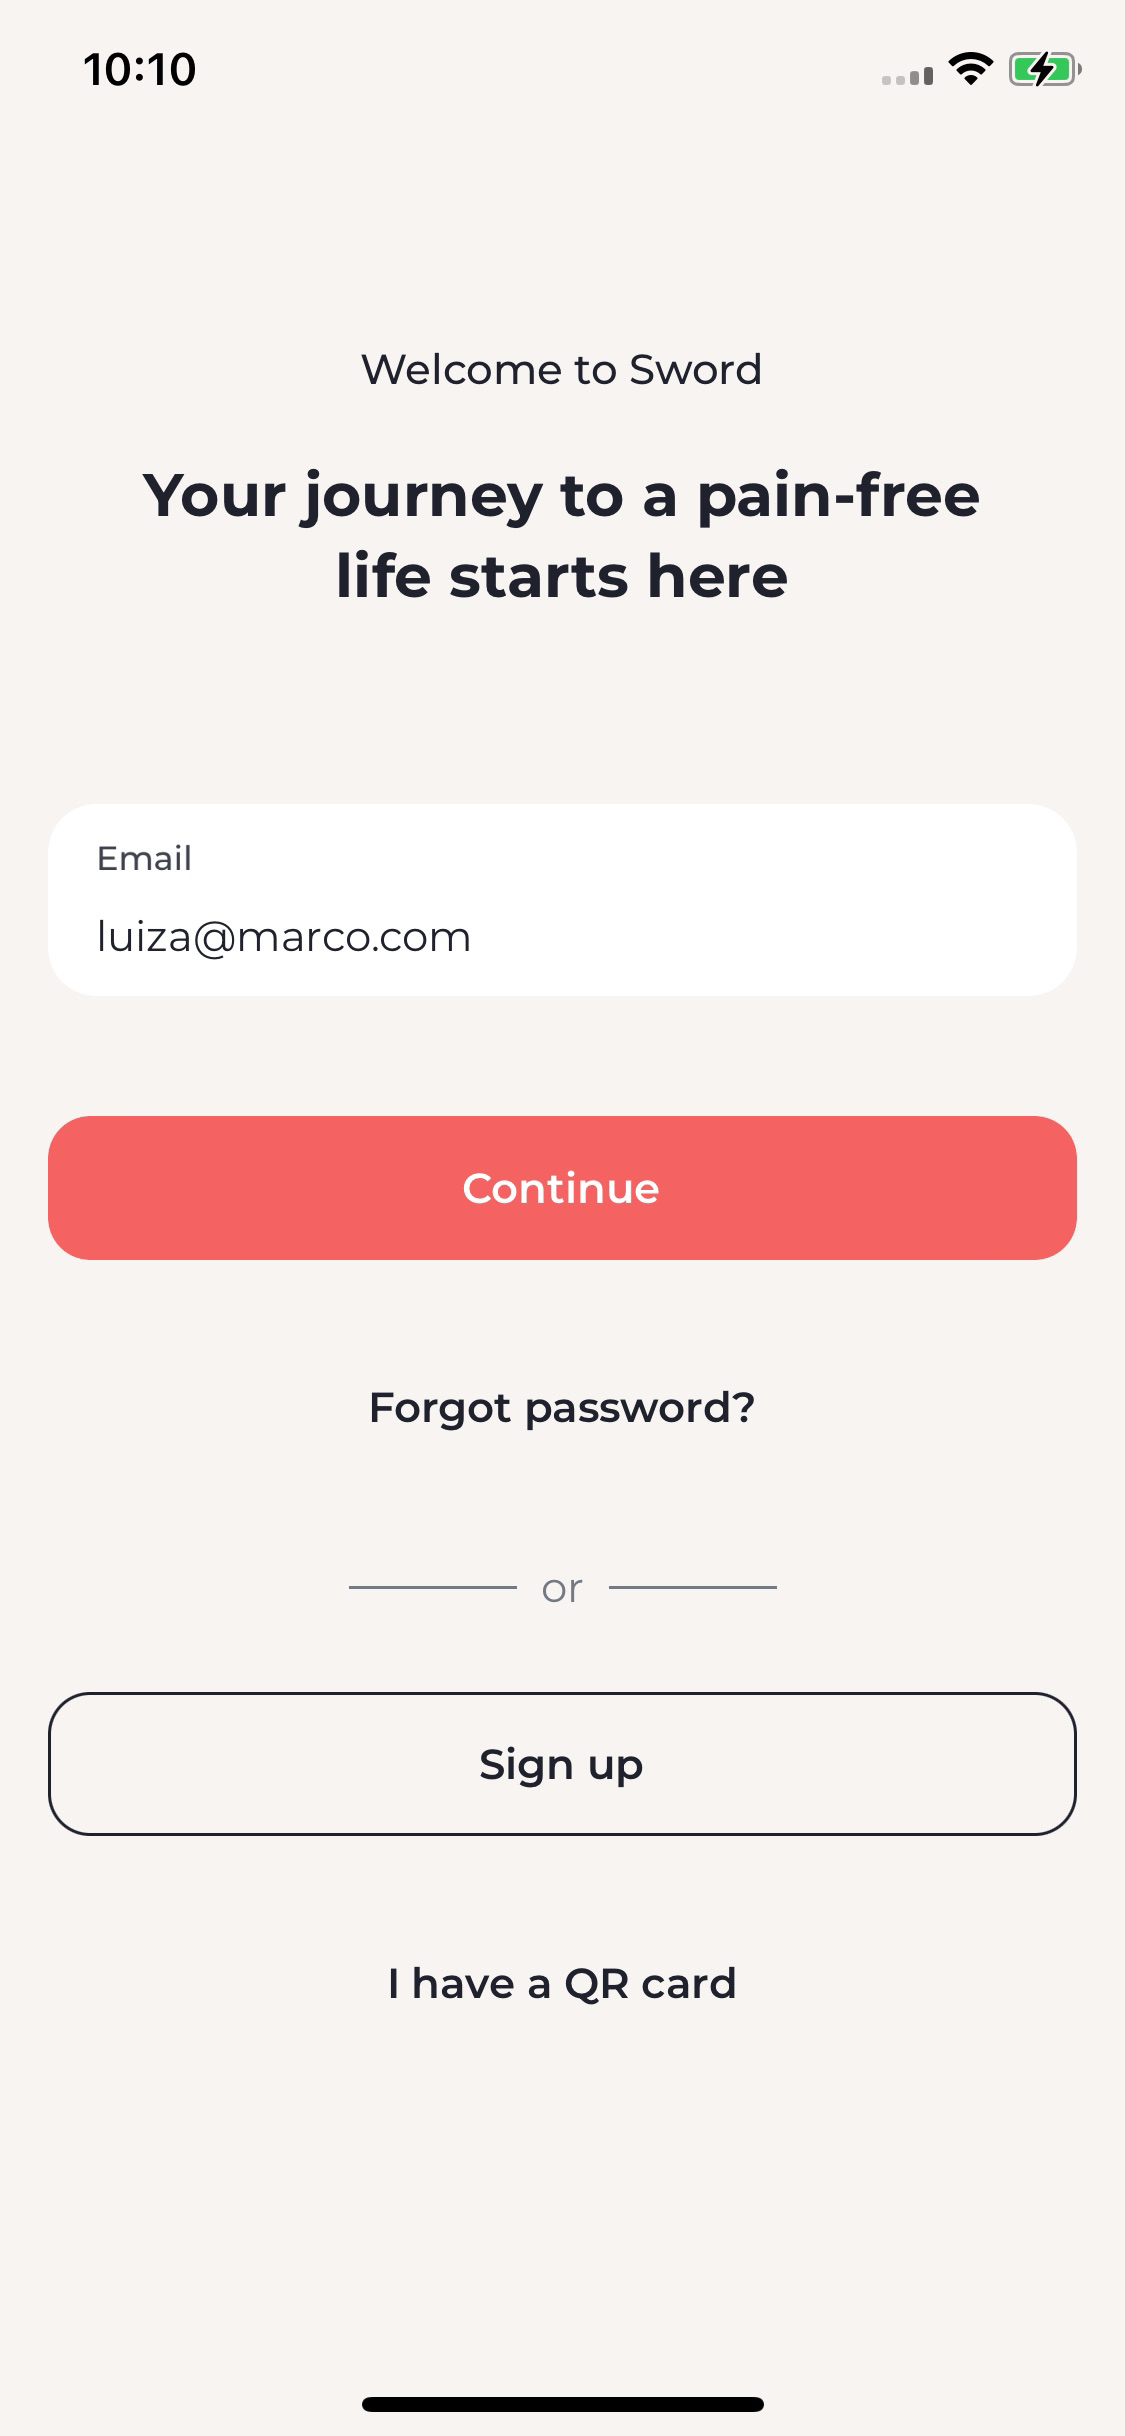 10:10
Welcome to Sword
Your journey to a pain-free
life starts here
Email
luiza@marco.com
Continue
Forgot password?
or
Sign up
I have a QR card